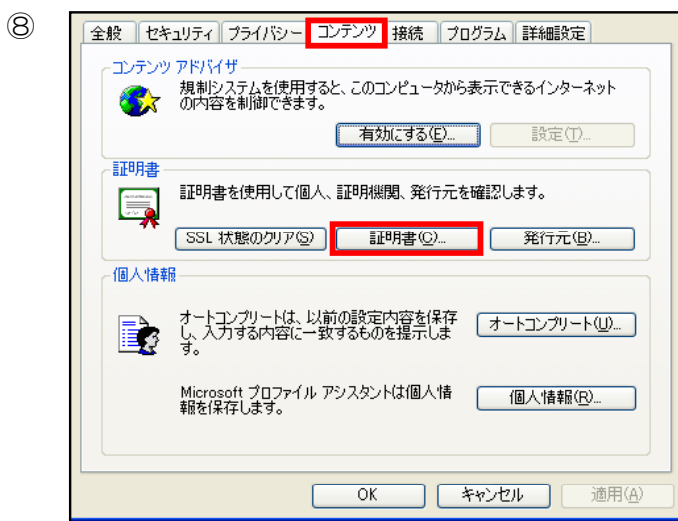 ⑧
全般 セキュリティ プライバシー コンテンツ 接続 プログラム 詳細設定
コンテンツ アドバイザ
規制システムを使用すると、このコンピュータから表示できるインターネット
の内容を制御できます。
有効にする(E)... 設定(T)...
証明書
証明書を使用して個人、証明機関、発行元を確認します。
SSL 状態のクリア(S) 証明書(C)... 発行元(B)...
個人情報
オートコンプリートは、以前の設定内容を保存
し、入力する内容に一致するものを提示しま
す。
オートコンプリート(U)...
Microsoft プロファイル アシスタントは個人情
報を保存します。
個人情報(R)...
OK キャンセル 適用(A)